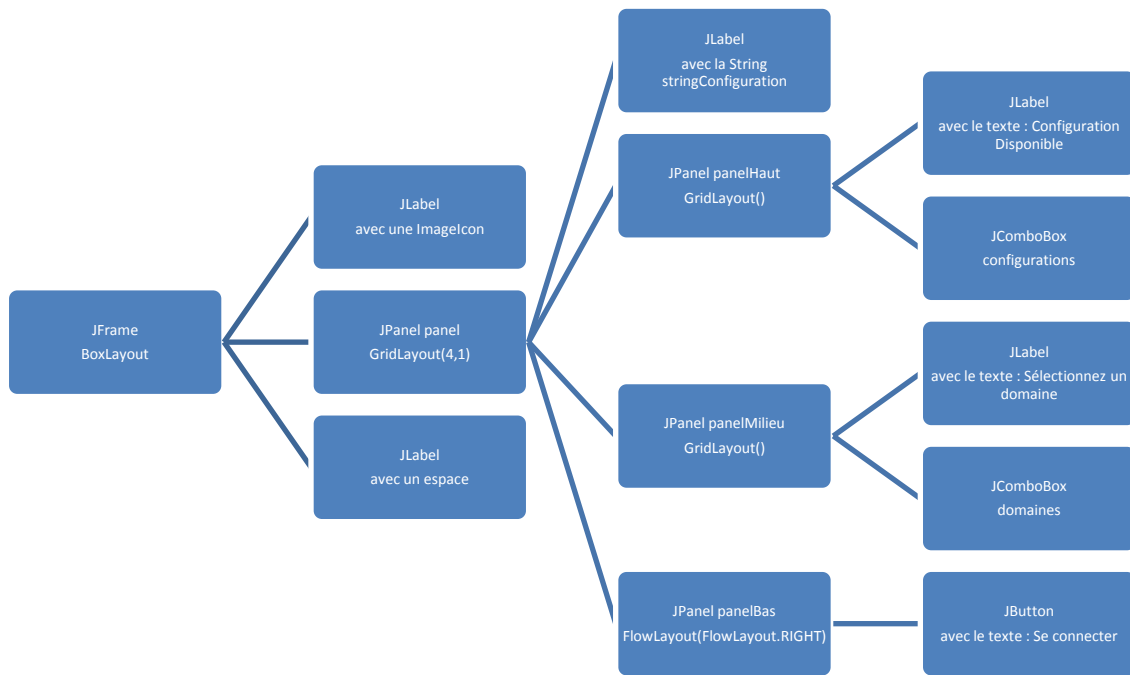 JFrame
BoxLayout
JLabel
avec une ImageIcon
JPanel panel
GridLayout(4,1)
JLabel
avec un espace
JLabel
avec la String
stringConfiguration
JPanel panelHaut
GridLayout()
JPanel panelMilieu
GridLayout()
JPanel panelBas
FlowLayout(FlowLayout.RIGHT)
JLabel
avec le texte : Configuration
Disponible
JComboBox
configurations
JLabel
avec le texte : Sélectionnez un
domaine
JComboBox
domaines
JButton
avec le texte : Se connecter